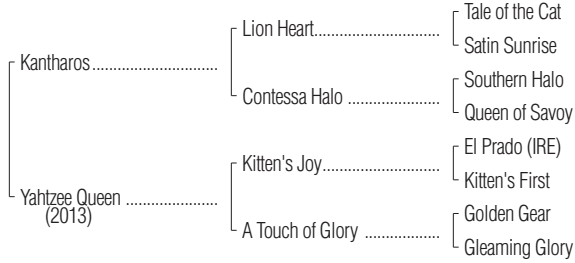 Tale of the Cat
Lion Heart
Satin Sunrise
Kantharos
Southern Halo
Contessa Halo
Queen of Savoy
El Prado (IRE)
Kitten's Joy
Kitten's First
Yahtzee Queen
(2013)
Golden Gear
A Touch of Glory
Gleaming Glory